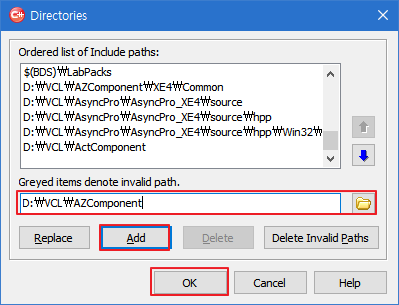 Directories
Ordered list of Include paths:
$(BDS)₩LabPacks
D:₩VCL₩AZComponent₩XE4₩Common
D:₩VCL₩AsyncPro₩AsyncPro_XE4₩source
D:₩VCL₩AsyncPro₩AsyncPro_XE4₩source₩hpp
D:₩VCL₩AsyncPro₩AsyncPro_XE4₩source₩hpp₩Win32₩
D:₩VCL₩ActComponent
Greyed items denote invalid path.
D:₩VCL₩AZComponent
Replace Add Delete Delete Invalid Paths
OK Cancel Help